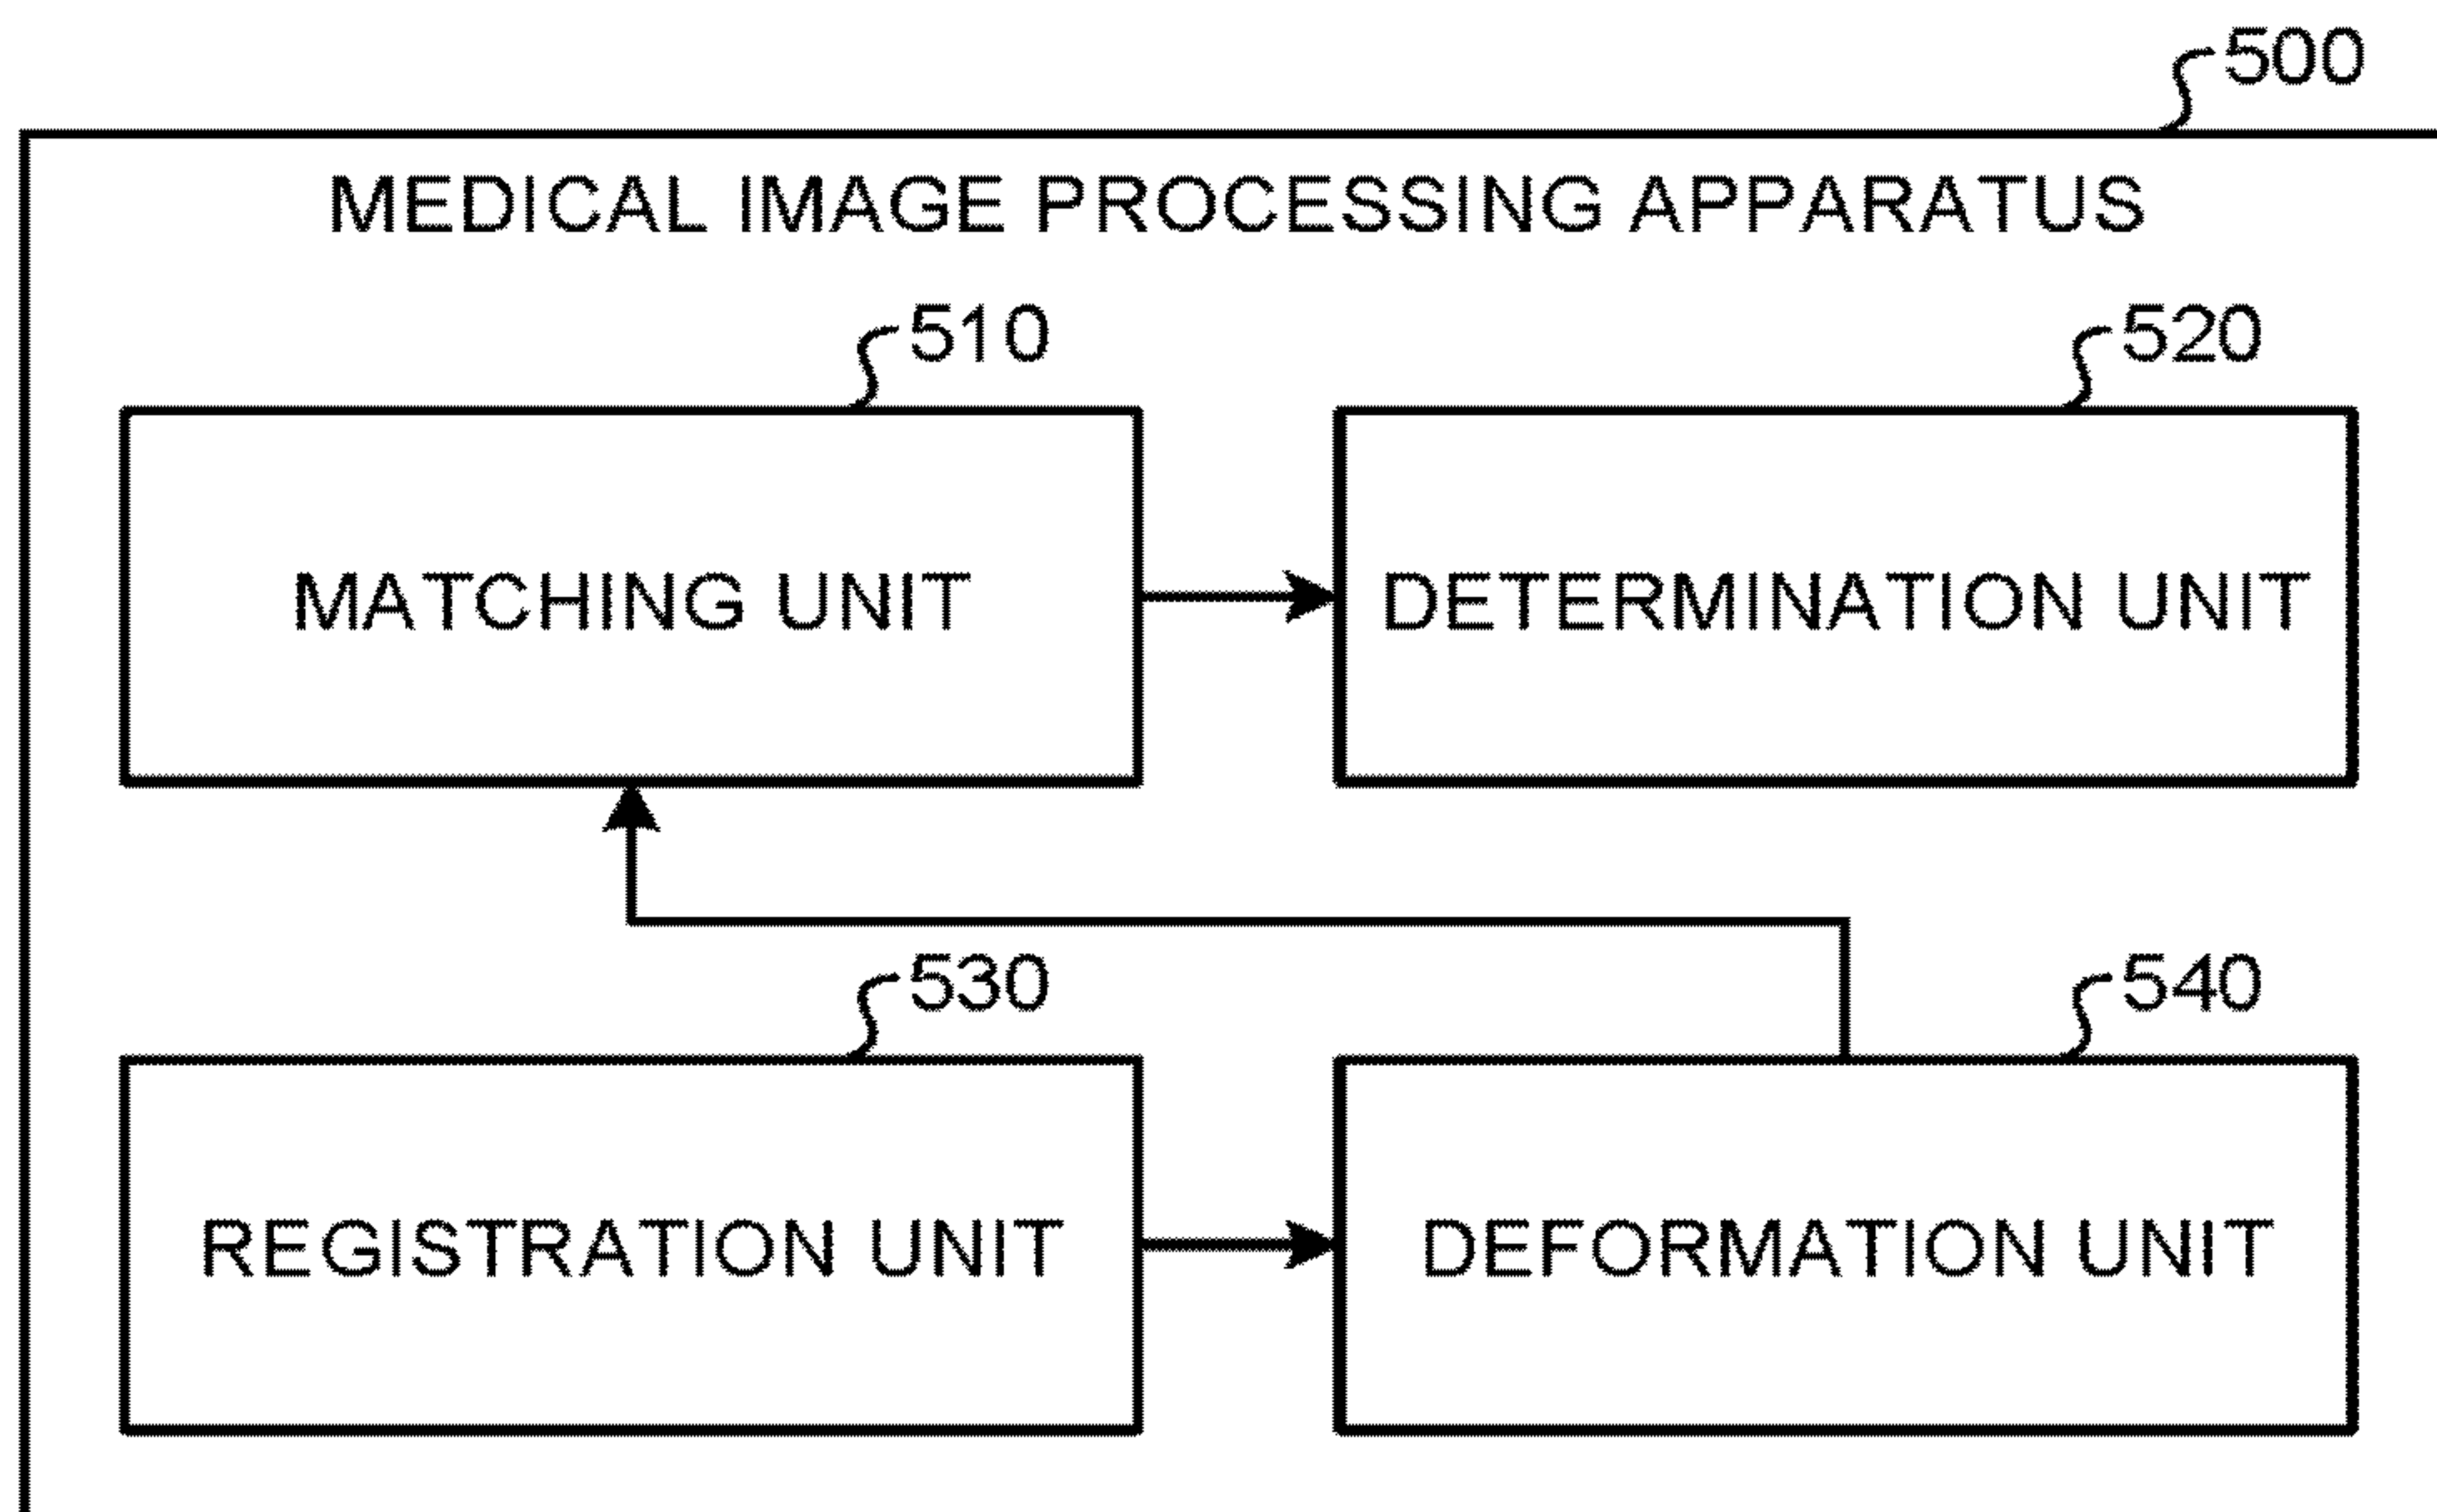 500
MEDICAL IMAGE PROCESSING APPARATUS
510
520
MATCHING UNIT
DETERMINATION UNIT
530
540
REGISTRATION UNIT
DEFORMATION UNIT